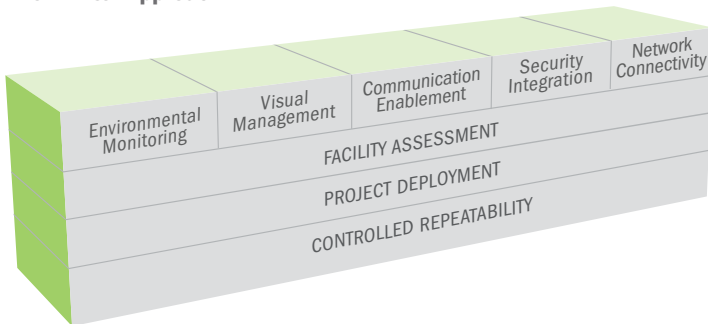 Environmental
Monitoring
Visual
Management
Communication
Enablement
Security
Integration
Network
Connectivity
FACILITY ASSESSMENT
PROJECT DEPLOYMENT
CONTROLLED REPEATABILITY